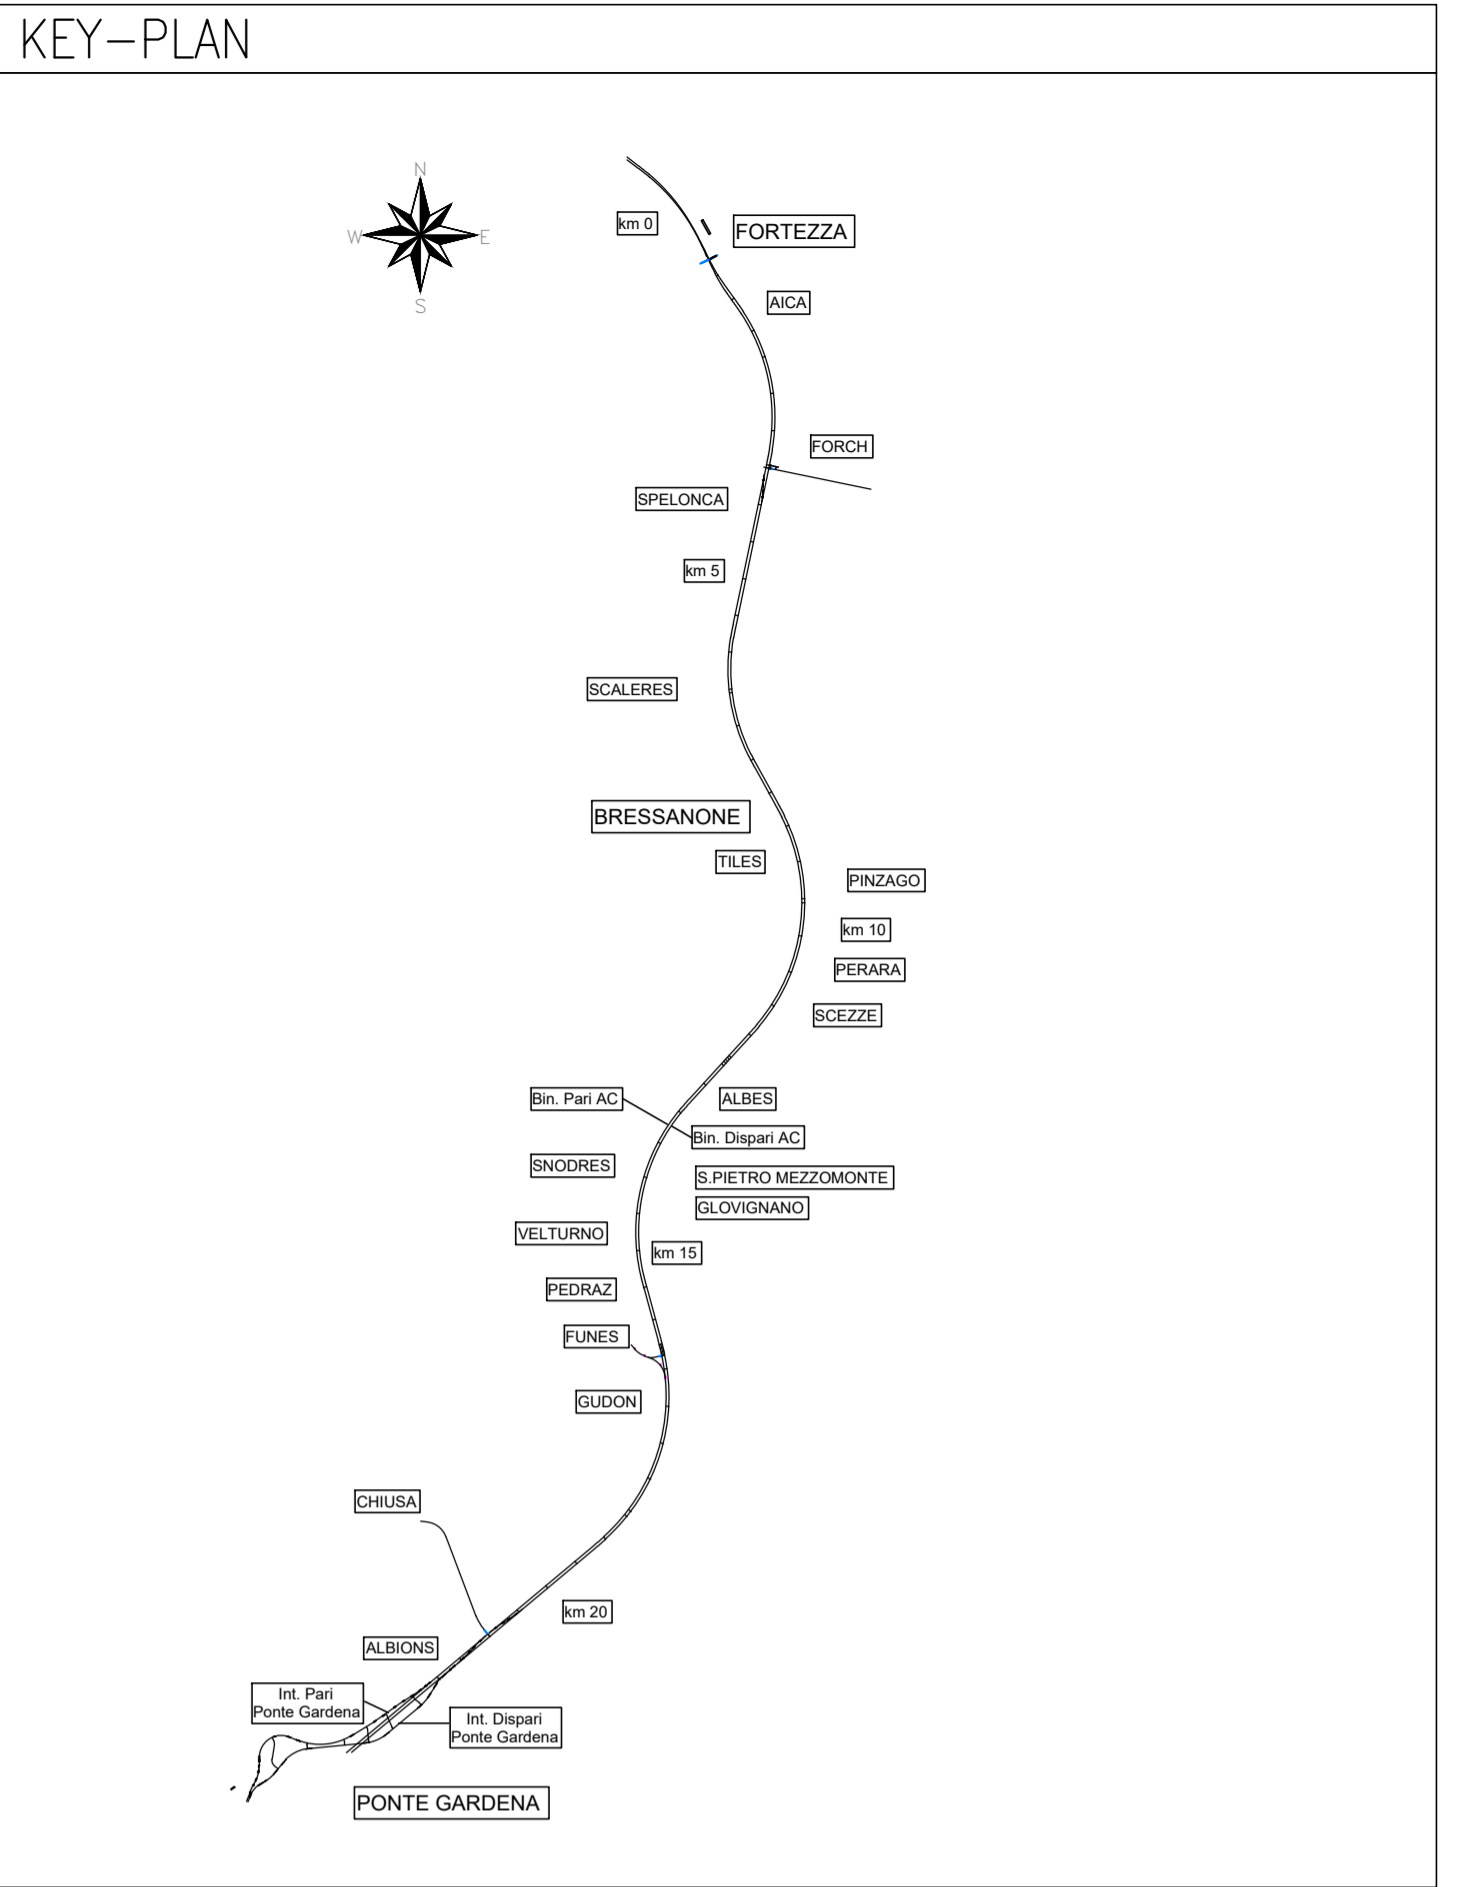 KEY-PLAN
N
W
E
S
km 0
FORTEZZA
AICA
FORCH
SPELONCA
km 5
SCALERES
BRESSANONE
TILES
PINZAGO
km 10
PERARA
SCEZZE
Bin. Pari AC
ALBES
Bin. Dispari AC
SNODRES
S.PIETRO MEZZOMONTE
GLOVIGNANO
VELTURNO
km 15
PEDRAZ
FUNES
GUDON
CHIUSA
km 20
ALBIONS
Int. Pari
Ponte Gardena
Int. Dispari
Ponte Gardena
PONTE GARDENA